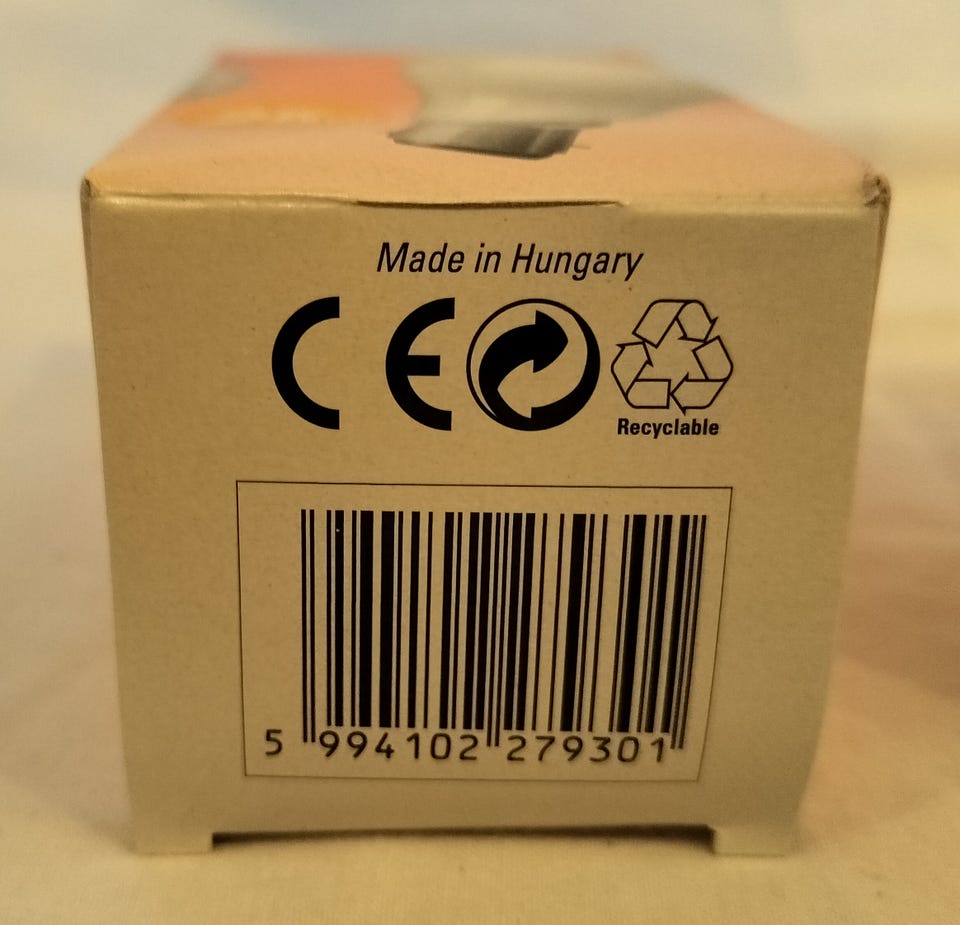 Made in Hungary
CE
Recyclable
5 994102 279301